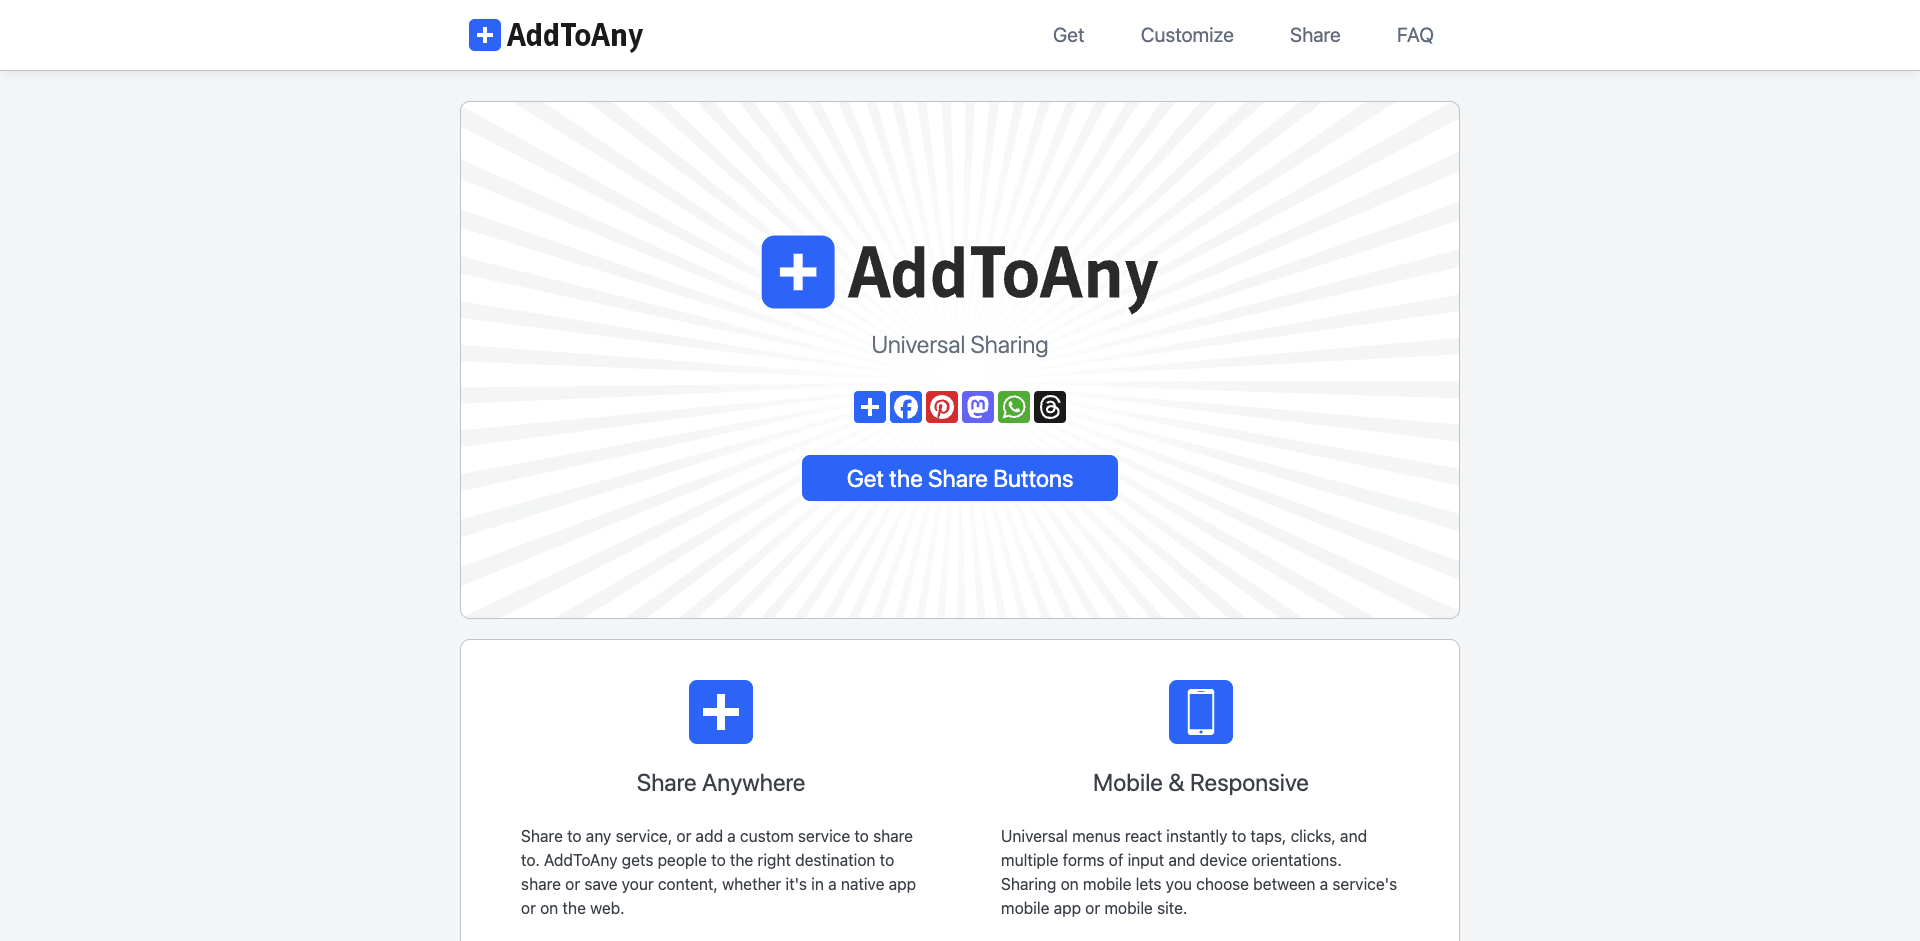 AddToAny
Get
Customize
Share
FAQ
AddToAny
Universal Sharing
Get the Share Buttons
Share Anywhere
Share to any service, or add a custom service to share
to. AddToAny gets people to the right destination to
share or save your content, whether it's in a native app
or on the web.
Mobile & Responsive
Universal menus react instantly to taps, clicks, and
multiple forms of input and device orientations.
Sharing on mobile lets you choose between a service's
mobile app or mobile site.